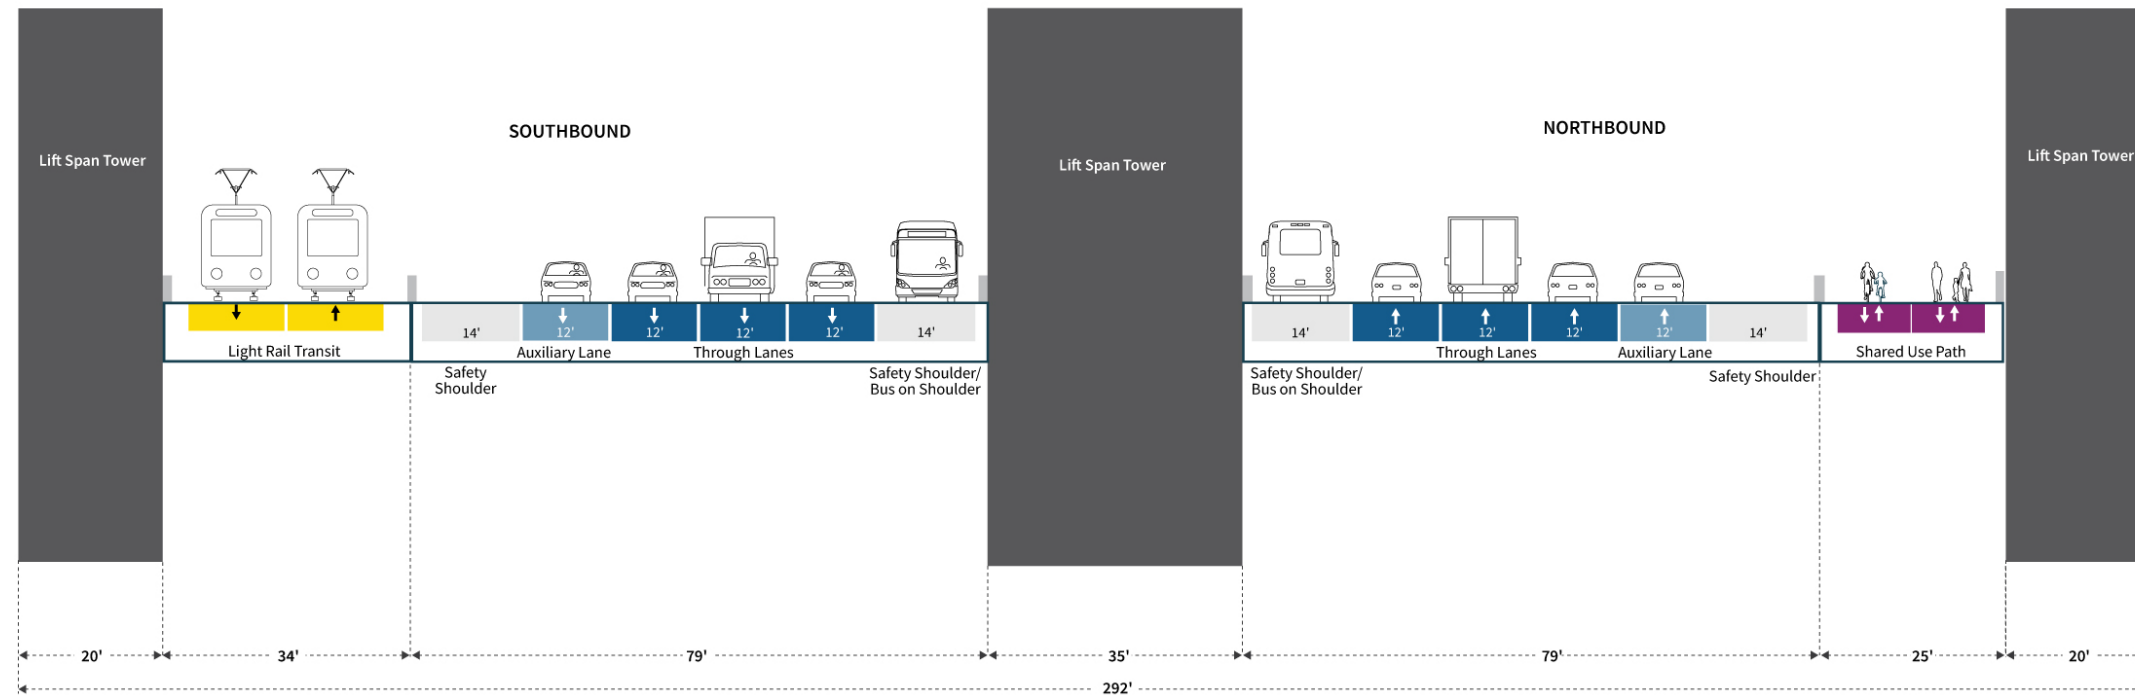 SOUTHBOUND
NORTHBOUND
Lift Span Tower
Lift Span Tower
Lift Span Tower
14'
12'
12'
12'
12'
14'
14'
12'
12'
12'
12'
14'
Light Rail Transit
Auxiliary Lane
Through Lanes
Through Lanes
Auxiliary Lane
Shared Use Path
Safety
Shoulder
Safety Shoulder/
Bus on Shoulder
Safety Shoulder/
Bus on Shoulder
Safety Shoulder
20'
34'
79'
35'
79'
25'
20'
292'